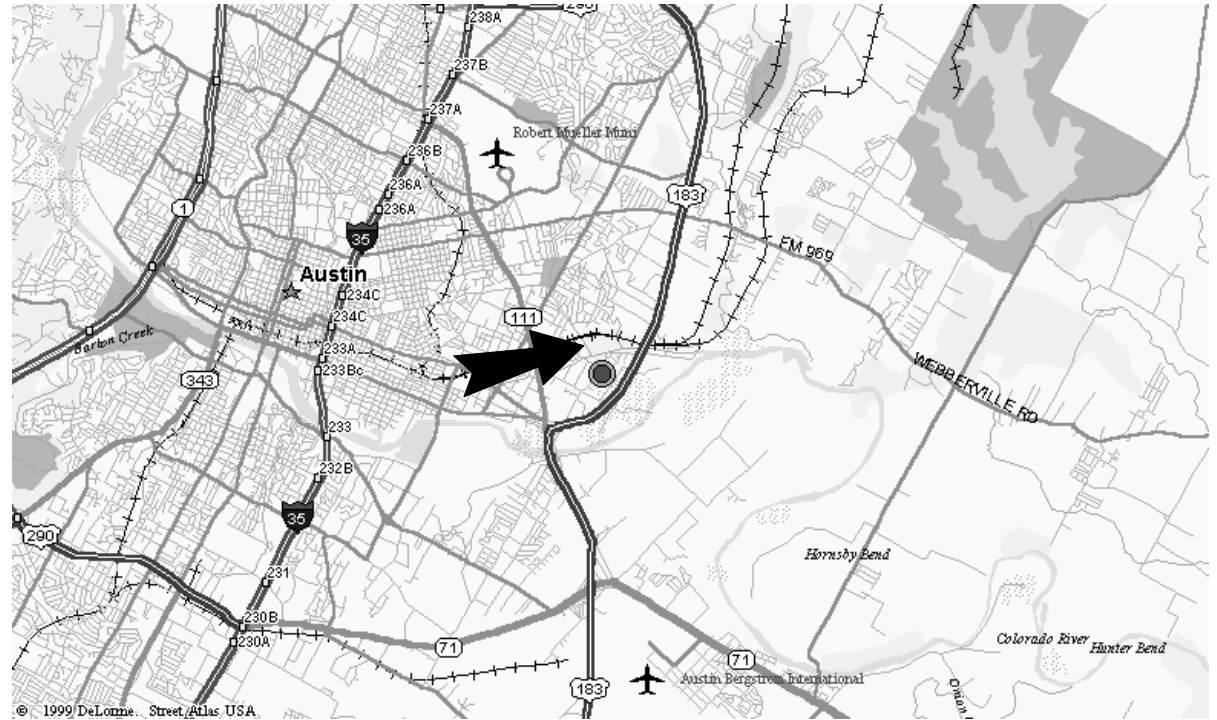 290
238A
237B
237A
Robert Mueller Muni
236B
183
236A
236A
1
35
FM 969
Austin
234C
111
234C
Barton Creek
233A
233Bc
343
WEBBERVILLE RD
233
232B
35
290
Hornsby Bend
231
230B
230A
71
Colorado River
Hunter Bend
71
Austin Bergstrom International
183
Onion
© 1999 DeLorme. Street Atlas USA